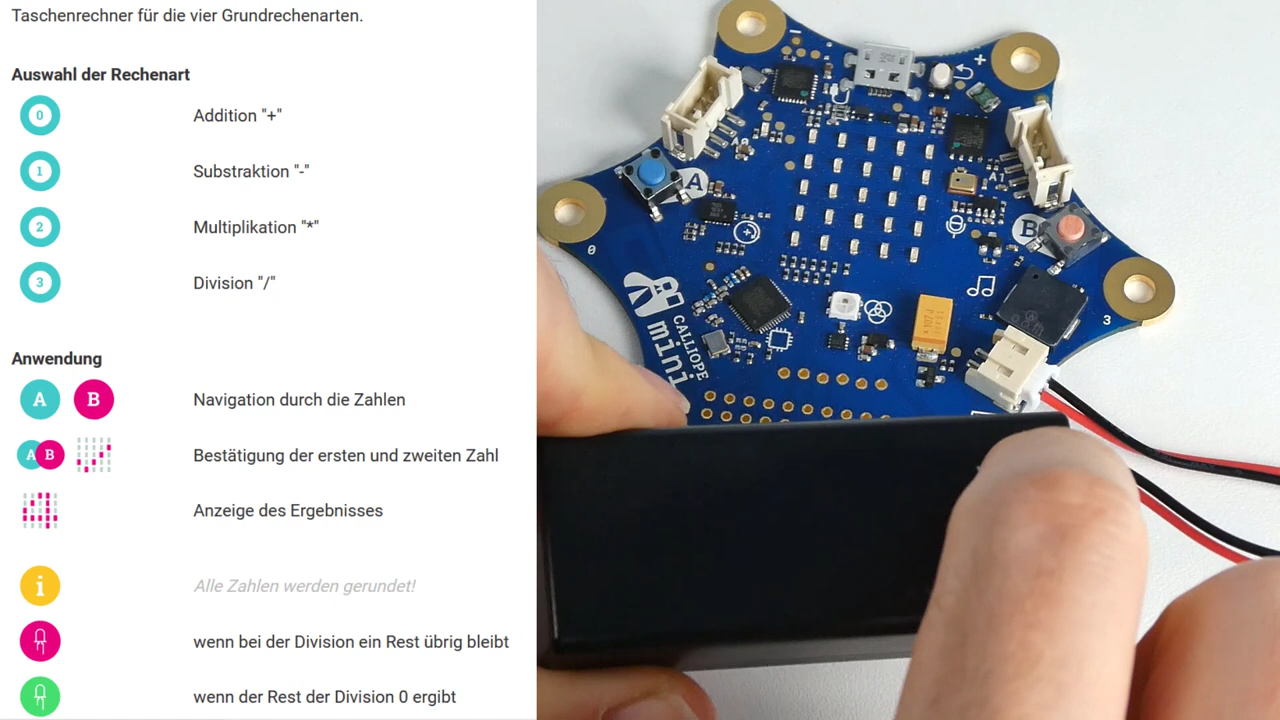 Taschenrechner für die vier Grundrechenarten.
Auswahl der Rechenart
0 Addition "+"
1 Substraktion "-"
2 Multiplikation "*"
3 Division "/"
Anwendung
A B Navigation durch die Zahlen
A B Bestätigung der ersten und zweiten Zahl
Anzeige des Ergebnisses
i Alle Zahlen werden gerundet!
wenn bei der Division ein Rest übrig bleibt
wenn der Rest der Division 0 ergibt
- +
A0 A1
A
B
0
3
CALLIOPE
mini